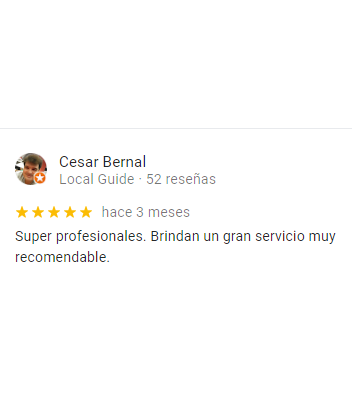 Cesar Bernal
Local Guide · 52 reseñas
hace 3 meses
Super profesionales. Brindan un gran servicio muy
recomendable.